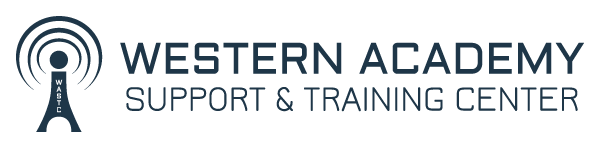 WASTC
WESTERN ACADEMY
SUPPORT & TRAINING CENTER